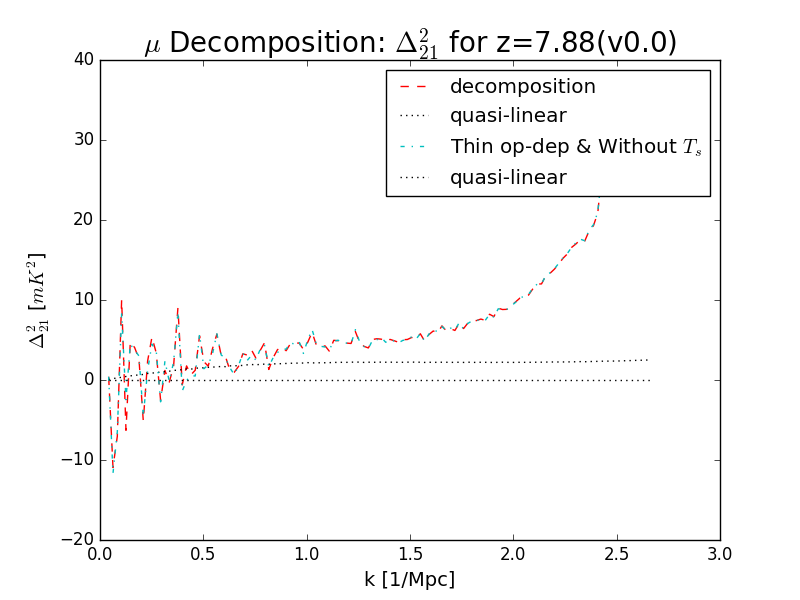 μ Decomposition: Δ²₂₁ for z=7.88(v0.0)
decomposition
quasi-linear
Thin op-dep & Without Tₛ
quasi-linear
40
30
20
10
0
−10
−20
Δ²₂₁ [mK²]
0.0 0.5 1.0 1.5 2.0 2.5 3.0
k [1/Mpc]